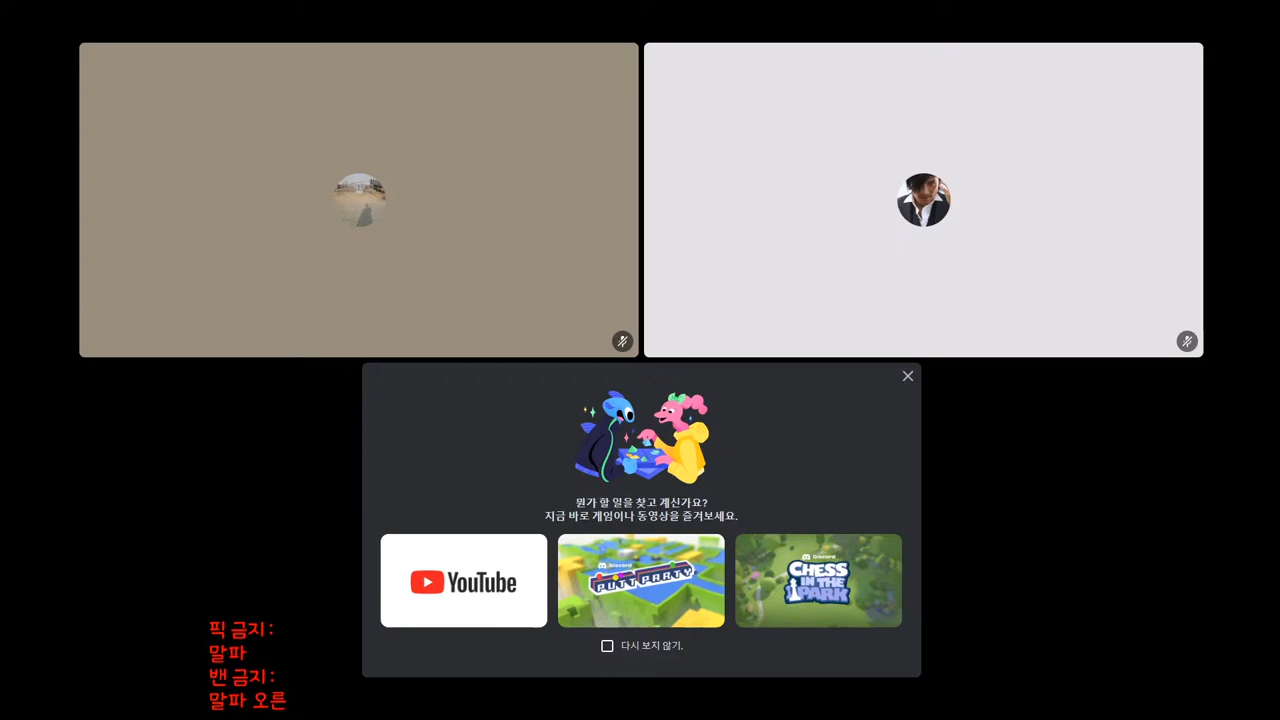 뭔가 할 일을 찾고 계신가요?
지금 바로 게임이나 동영상을 즐겨보세요.
YouTube
Discord
PUTT PARTY
Discord
CHESS
IN THE
PARK
다시 보지 않기.
픽 금지:
말파
밴 금지:
말파 오른